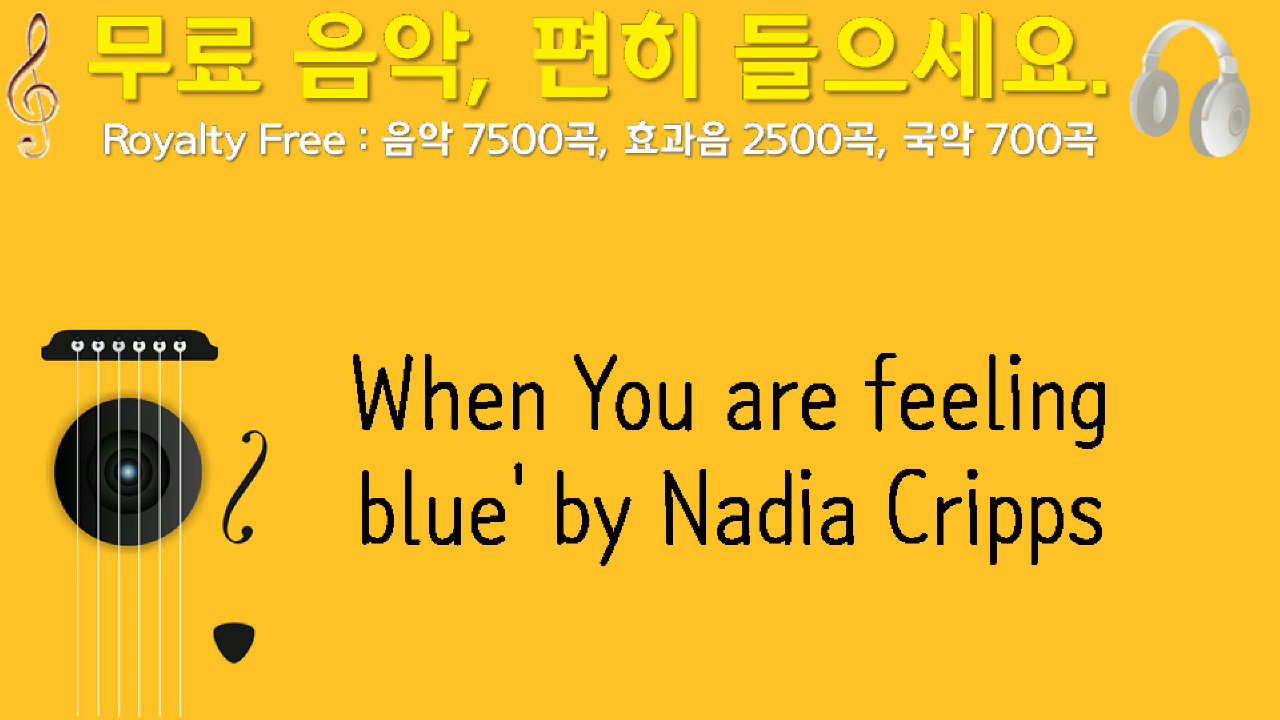 무료 음악, 편히 들으세요.
Royalty Free : 음악 7500곡, 효과음 2500곡, 국악 700곡
When You are feeling
blue' by Nadia Cripps